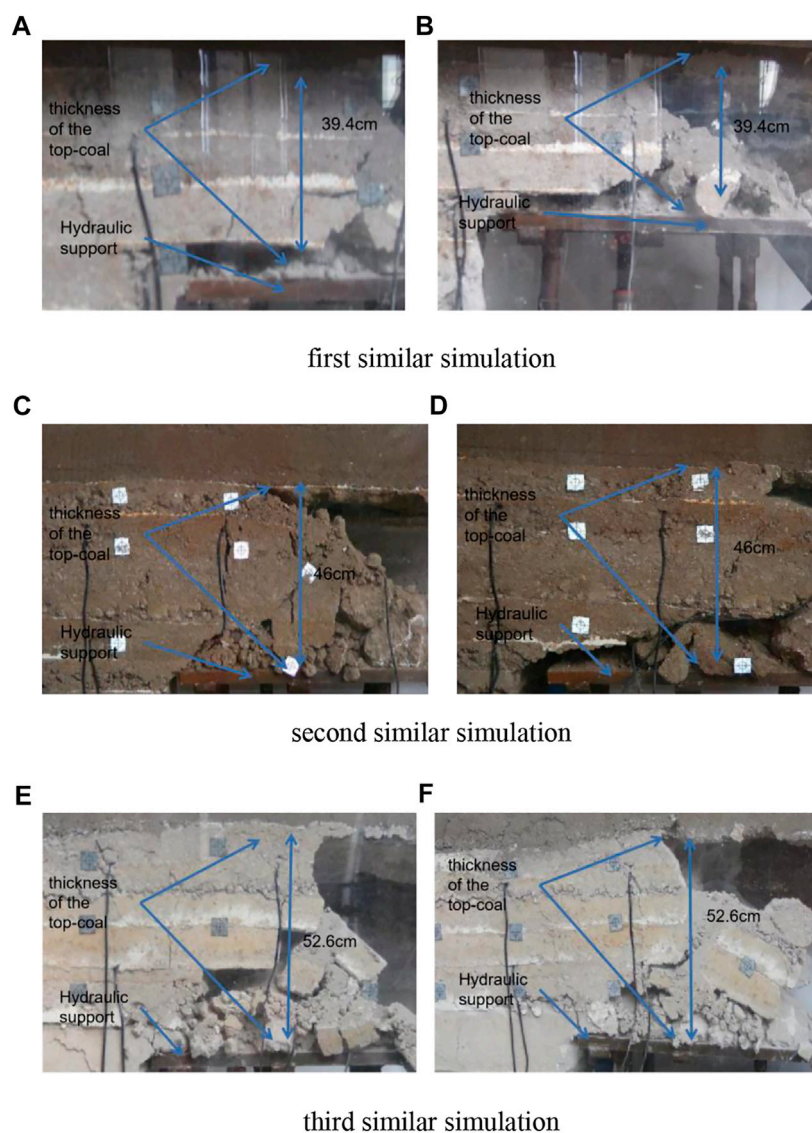 A
B
thickness
of the
top-coal
39.4cm
Hydraulic
support
thickness
of the
top-coal
39.4cm
Hydraulic
support
first similar simulation
C
D
thickness
of the
top-coal
46cm
Hydraulic
support
thickness
of the
top-coal
46cm
Hydraulic
support
second similar simulation
E
F
thickness
of the
top-coal
52.6cm
Hydraulic
support
thickness
of the
top-coal
52.6cm
Hydraulic
support
third similar simulation